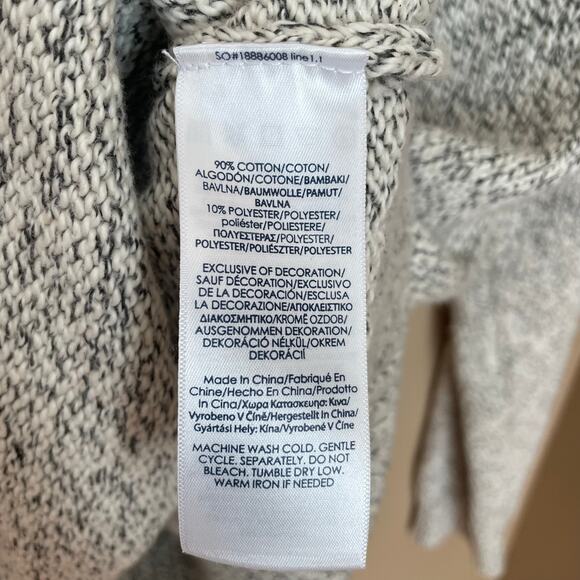 SO#18886008 line1.1
90% COTTON/COTON/
ALGODÓN/COTONE/BAMBAKI/
BAVLNA/BAUMWOLLE/PAMUT/
BAVLNA
10% POLYESTER/POLYESTER/
poliéster/POLIESTERE/
ΠΟΛΥΕΣΤΕΡΑΣ/POLYESTER/
POLYESTER/POLIÉSZTER/POLYESTER
EXCLUSIVE OF DECORATION/
SAUF DÉCORATION/EXCLUSIVO
DE LA DECORACIÓN/ESCLUSA
LA DECORAZIONE/ΑΠΟΚΛΕΙΣΤΙΚΟ
ΔΙΑΚΟΣΜΗΤΙΚΟ/KROMĚ OZDOB/
AUSGENOMMEN DEKORATION/
DEKORÁCIÓ NÉLKÜL/OKREM
DEKORÁCIÍ
Made In China/Fabriqué En
Chine/Hecho En China/Prodotto
In Cina/Χωρα Κατασκευησ: Κινα/
Vyrobeno V Číně/Hergestellt In China/
Gyártási Hely: Kína/Vyrobené V Číne
MACHINE WASH COLD. GENTLE
CYCLE. SEPARATELY. DO NOT
BLEACH. TUMBLE DRY LOW.
WARM IRON IF NEEDED